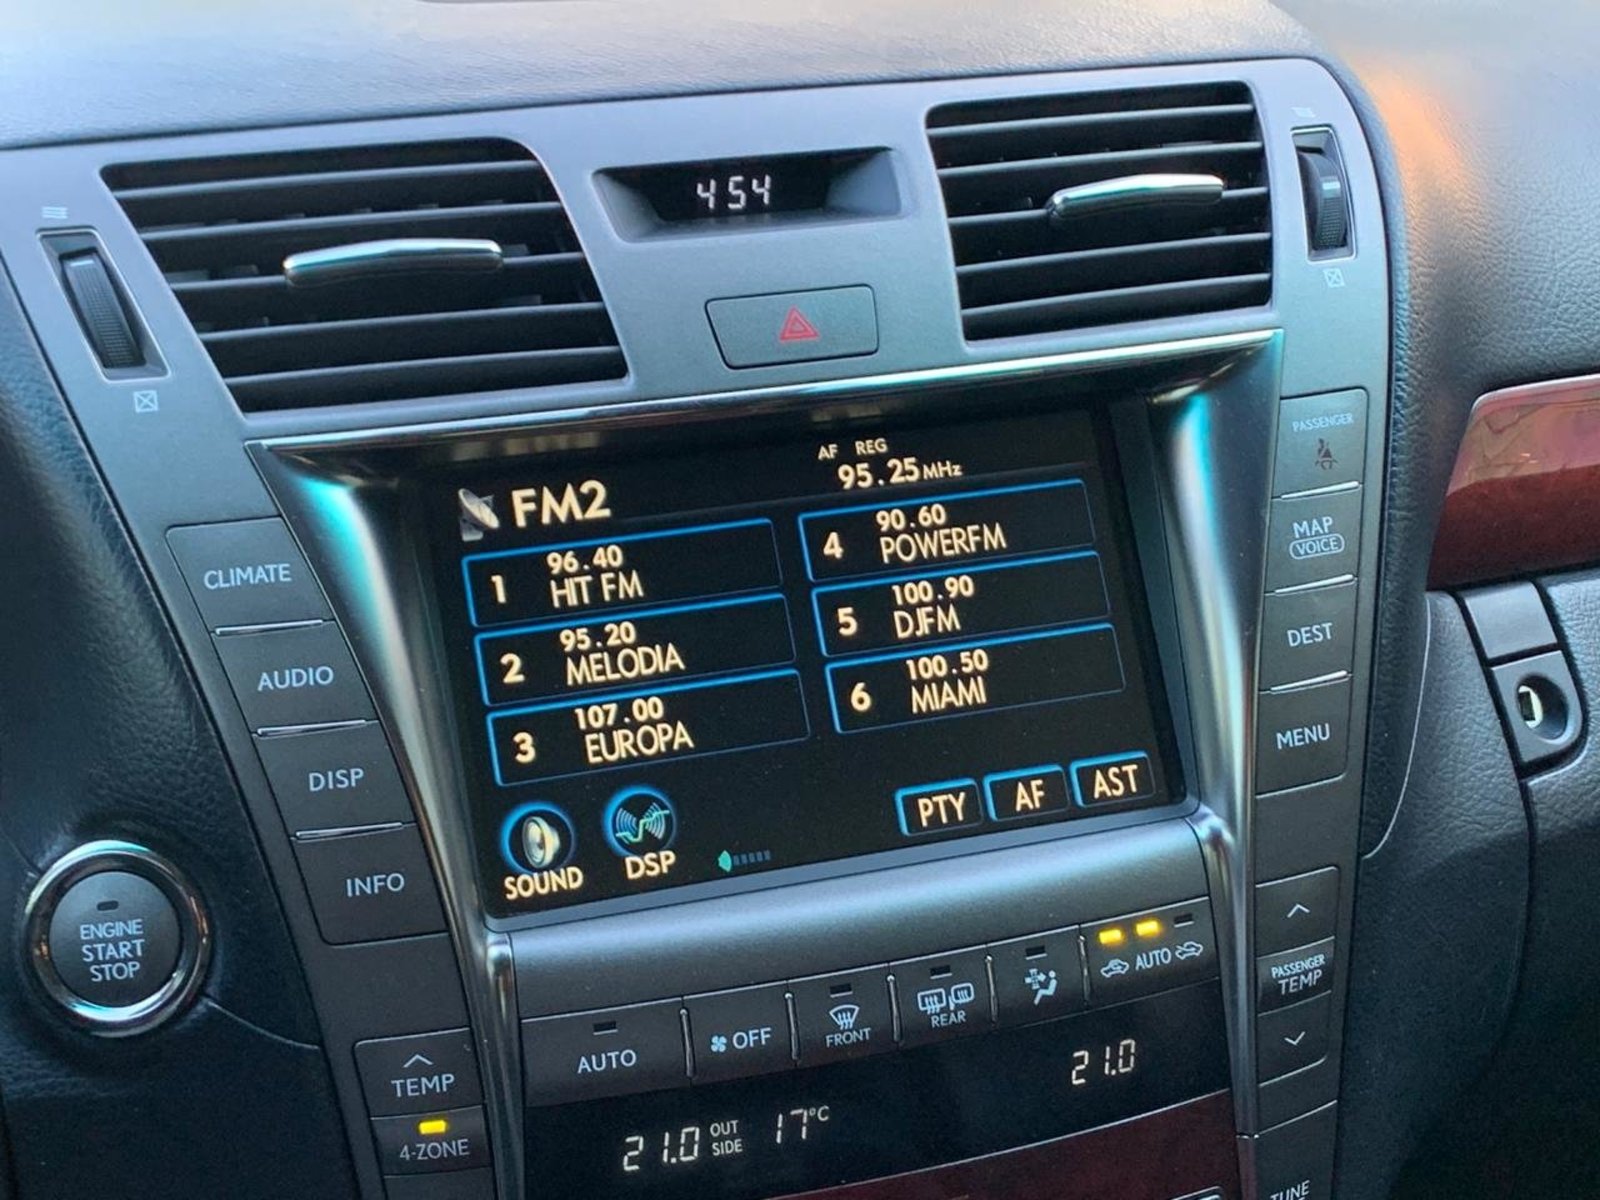 454
PASSENGER
AF REG
95.25 MHz
FM2
1 96.40
HIT FM
2 95.20
MELODIA
3 107.00
EUROPA
4 90.60
POWERFM
5 100.90
DJFM
6 100.50
MIAMI
SOUND
DSP
PTY
AF
AST
CLIMATE
AUDIO
DISP
INFO
MAP
VOICE
DEST
MENU
ENGINE
START
STOP
TEMP
4-ZONE
AUTO
OFF
FRONT
REAR
AUTO
PASSENGER
TEMP
21.0
OUT
SIDE
17°C
21.0
TUNE